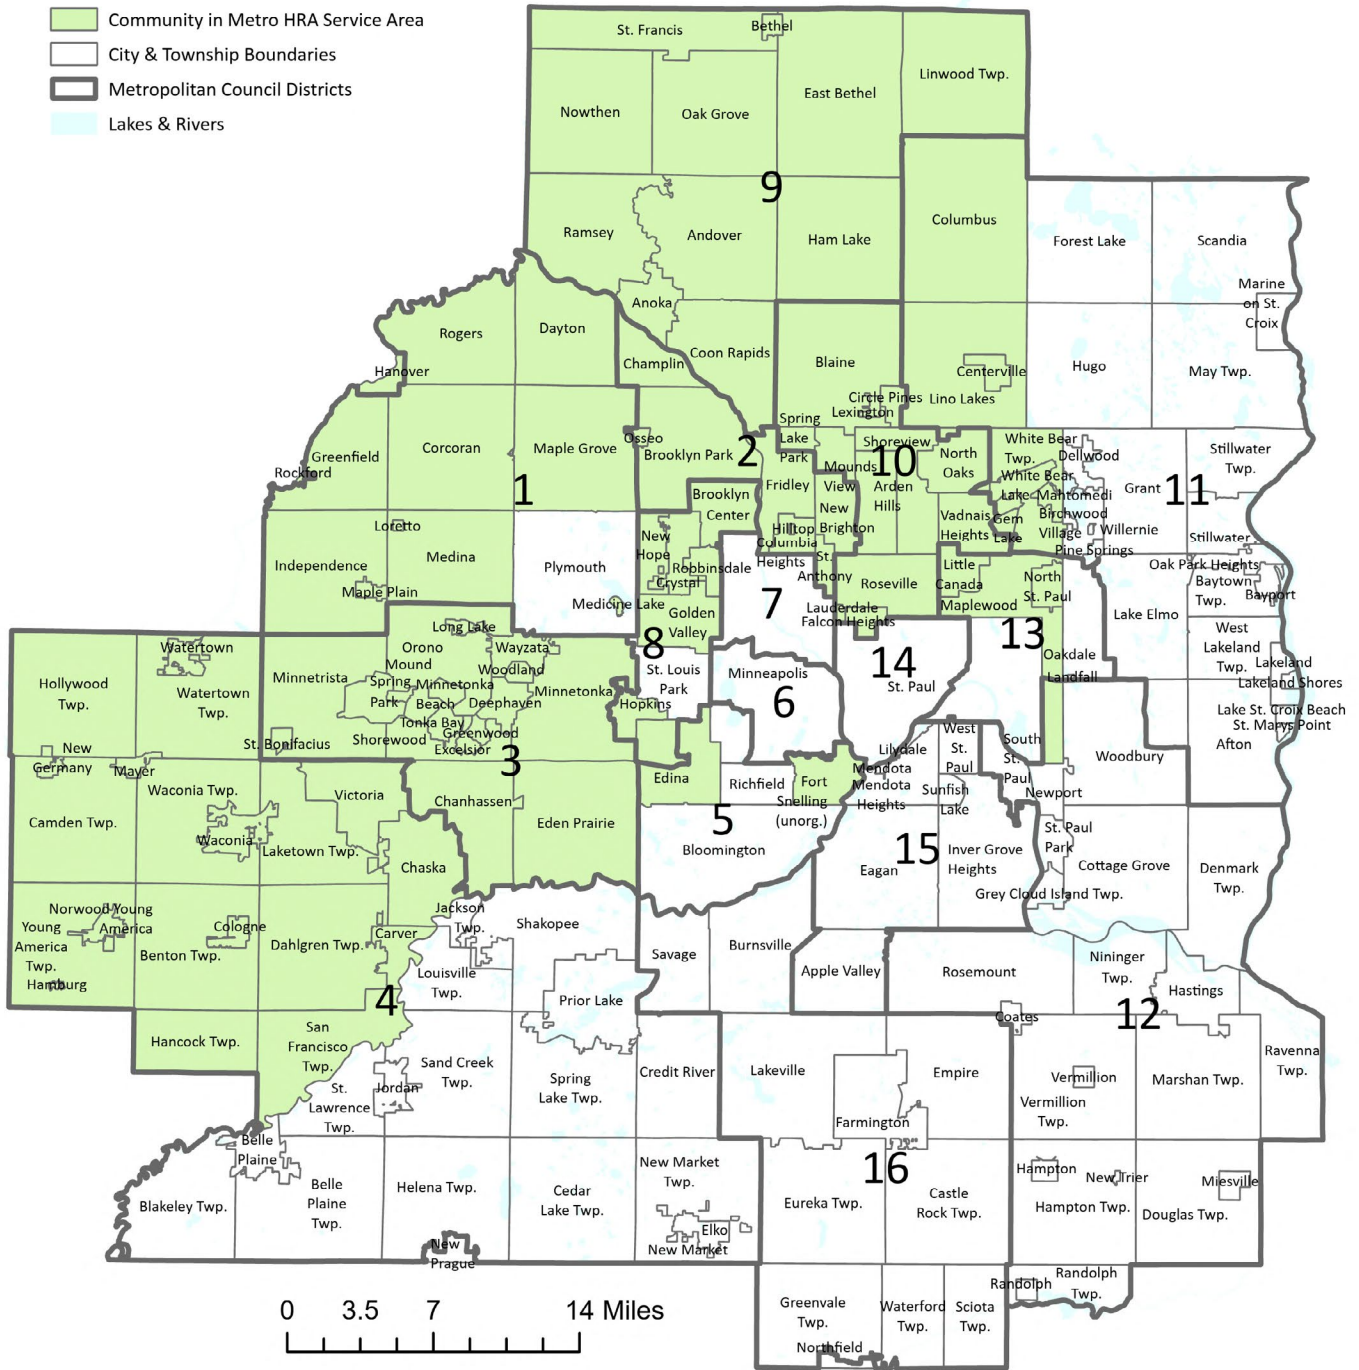 Community in Metro HRA Service Area
City & Township Boundaries
Metropolitan Council Districts
Lakes & Rivers
St. Francis
Bethel
Linwood Twp.
East Bethel
Nowthen
Oak Grove
9
Columbus
Ramsey
Andover
Ham Lake
Forest Lake
Scandia
Marine
on St.
Croix
Anoka
Rogers
Dayton
Champlin
Coon Rapids
Blaine
Centerville
Hugo
May Twp.
Hanover
Circle Pines
Lexington
Lino Lakes
Spring
Lake
Park
Osseo
Corcoran
Maple Grove
Brooklyn Park
2
Greenfield
Rockford
1
Shoreview
10
North
Oaks
White Bear
Twp.
Dellwood
Stillwater
Twp.
Mounds
View
Arden
Hills
White Bear
Lake
Mahtomedi
Grant
11
Fridley
Brooklyn
Center
New
Brighton
Vadnais
Heights
Gem
Lake
Birchwood
Village
Willernie
Pine Springs
Stillwater
Loretto
Medina
Independence
Maple Plain
Plymouth
Medicine Lake
New
Hope
Crystal
Robbinsdale
Golden
Valley
Hilltop
Columbia
Heights
St.
Anthony
7
Roseville
Lauderdale
Falcon Heights
Little
Canada
Maplewood
North
St. Paul
Oak Park Heights
Baytown
Twp.
Bayport
Lake Elmo
8
13
West
Lakeland
Twp.
Lakeland
Lakeland Shores
Lake St. Croix Beach
St. Marys Point
Afton
Oakdale
Landfall
14
St. Paul
Minneapolis
6
St. Louis
Park
Hopkins
Long Lake
Orono
Wayzata
Mound
Woodland
Minnetrista
Spring
Park
Minnetonka
Beach
Deephaven
Minnetonka
Tonka Bay
Greenwood
Shorewood
Excelsior
St. Bonifacius
3
Watertown
Hollywood
Twp.
Watertown
Twp.
New
Germany
Mayer
Waconia Twp.
Victoria
Camden Twp.
Waconia
Laketown Twp.
Chanhassen
Eden Prairie
Chaska
Edina
Richfield
Fort
Snelling
(unorg.)
5
Bloomington
Lilydale
Mendota
Mendota
Heights
West
St.
Paul
South
St.
Paul
Sunfish
Lake
Newport
Woodbury
St. Paul
Park
15
Eagan
Inver Grove
Heights
Cottage Grove
Grey Cloud Island Twp.
Denmark
Twp.
Norwood Young
America
Young
America
Twp.
Hamburg
Cologne
Benton Twp.
Dahlgren Twp.
Carver
Jackson
Twp.
Shakopee
Louisville
Twp.
Prior Lake
Savage
Burnsville
Apple Valley
Rosemount
Nininger
Twp.
Hastings
4
12
Coates
Hancock Twp.
San
Francisco
Twp.
Sand Creek
Twp.
Jordan
St.
Lawrence
Twp.
Spring
Lake Twp.
Credit River
Lakeville
Empire
Farmington
Vermillion
Vermillion
Twp.
Marshan Twp.
Ravenna
Twp.
Belle
Plaine
Belle
Plaine
Twp.
Blakeley Twp.
Helena Twp.
Cedar
Lake Twp.
New Market
Twp.
Elko
New Market
New
Prague
16
Eureka Twp.
Castle
Rock Twp.
Hampton
New Trier
Hampton Twp.
Miesville
Douglas Twp.
Randolph
Randolph
Twp.
Greenvale
Twp.
Waterford
Twp.
Sciota
Twp.
Northfield
0 3.5 7 14 Miles